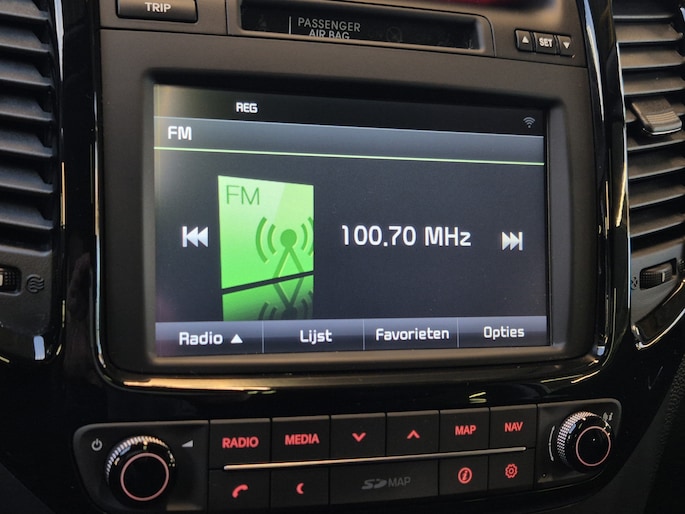 TRIP
PASSENGER
AIR BAG
SET
REG
FM
FM
100.70 MHz
Radio ▲ Lijst Favorieten Opties
RADIO MEDIA MAP NAV
SD MAP